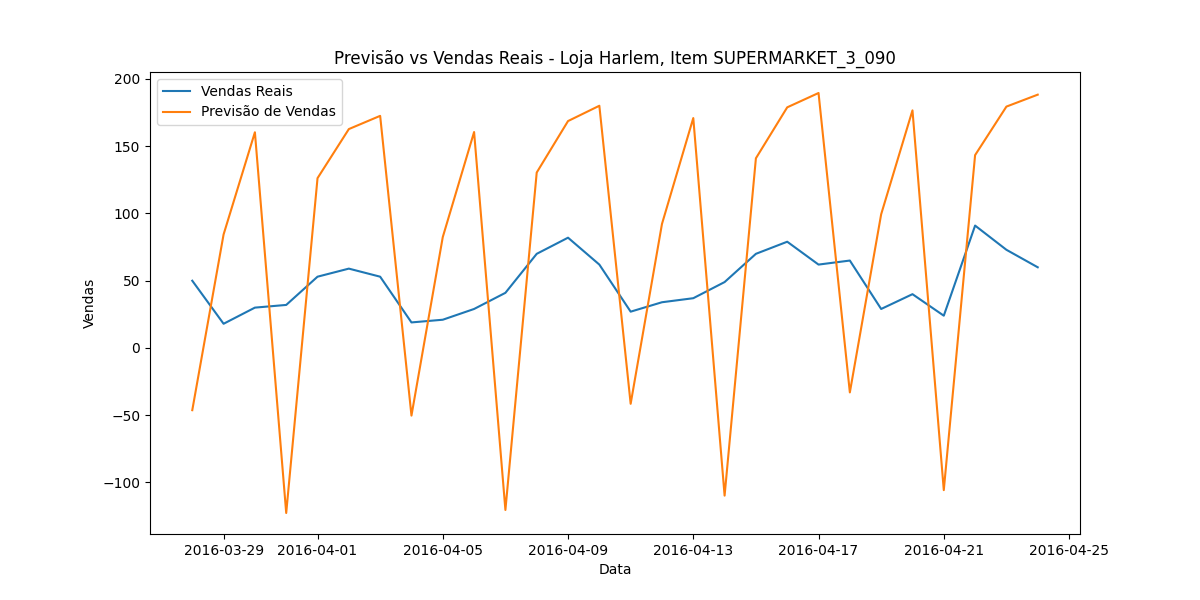 Previsão vs Vendas Reais - Loja Harlem, Item SUPERMARKET_3_090
Vendas Reais
Previsão de Vendas
200
150
100
50
0
−50
−100
Vendas
2016-03-29 2016-04-01 2016-04-05 2016-04-09 2016-04-13 2016-04-17 2016-04-21 2016-04-25
Data